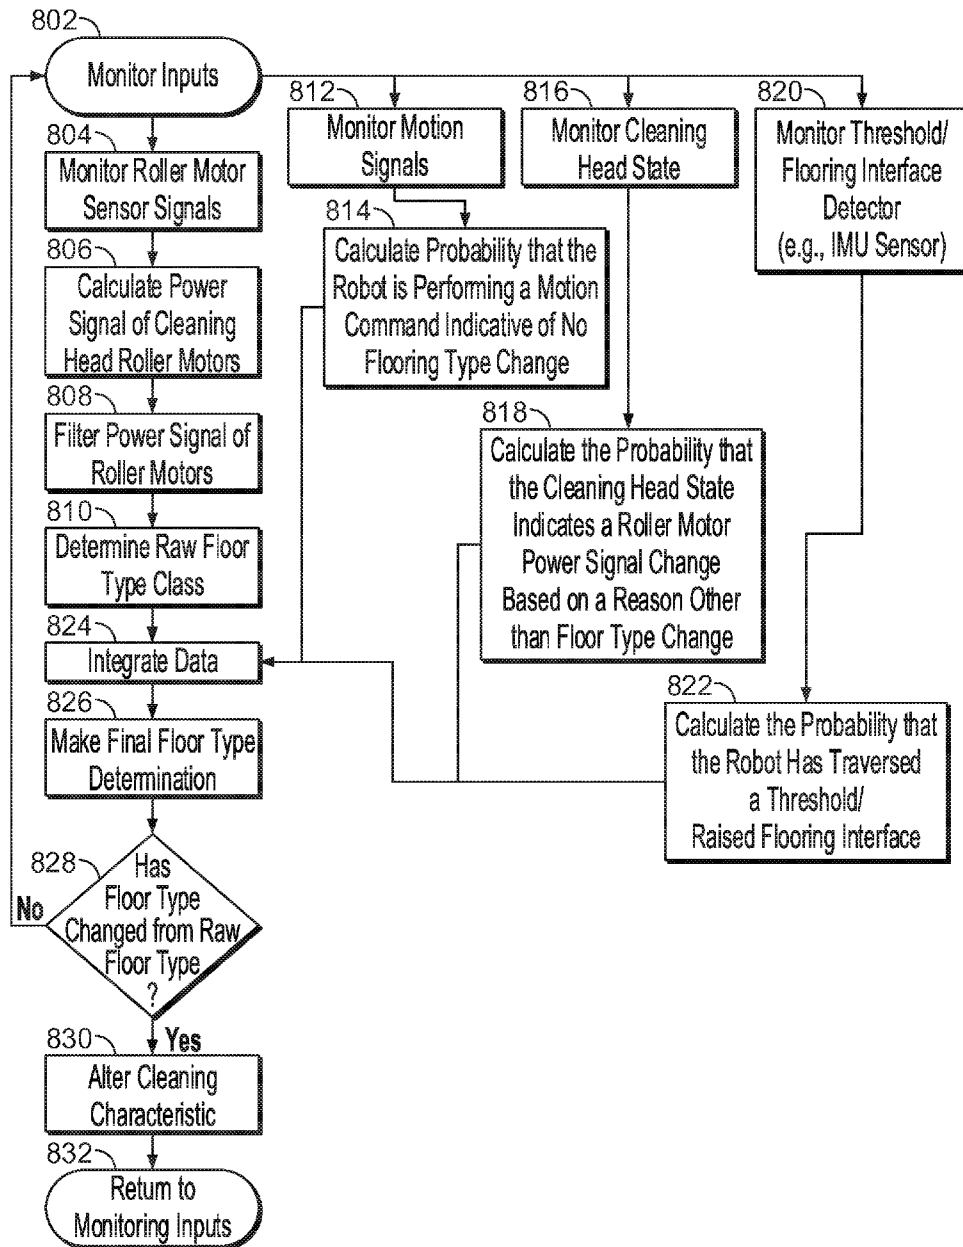 802
Monitor Inputs
804
Monitor Roller Motor
Sensor Signals
806
Calculate Power
Signal of Cleaning
Head Roller Motors
808
Filter Power Signal of
Roller Motors
810
Determine Raw Floor
Type Class
812
Monitor Motion
Signals
814
Calculate Probability that the
Robot is Performing a Motion
Command Indicative of No
Flooring Type Change
816
Monitor Cleaning
Head State
818
Calculate the Probability that
the Cleaning Head State
Indicates a Roller Motor
Power Signal Change
Based on a Reason Other
than Floor Type Change
820
Monitor Threshold/
Flooring Interface
Detector
(e.g., IMU Sensor)
822
Calculate the Probability that
the Robot Has Traversed
a Threshold/
Raised Flooring Interface
824
Integrate Data
826
Make Final Floor Type
Determination
828
Has
Floor Type
Changed from Raw
Floor Type
?
No
Yes
830
Alter Cleaning
Characteristic
832
Return to
Monitoring Inputs